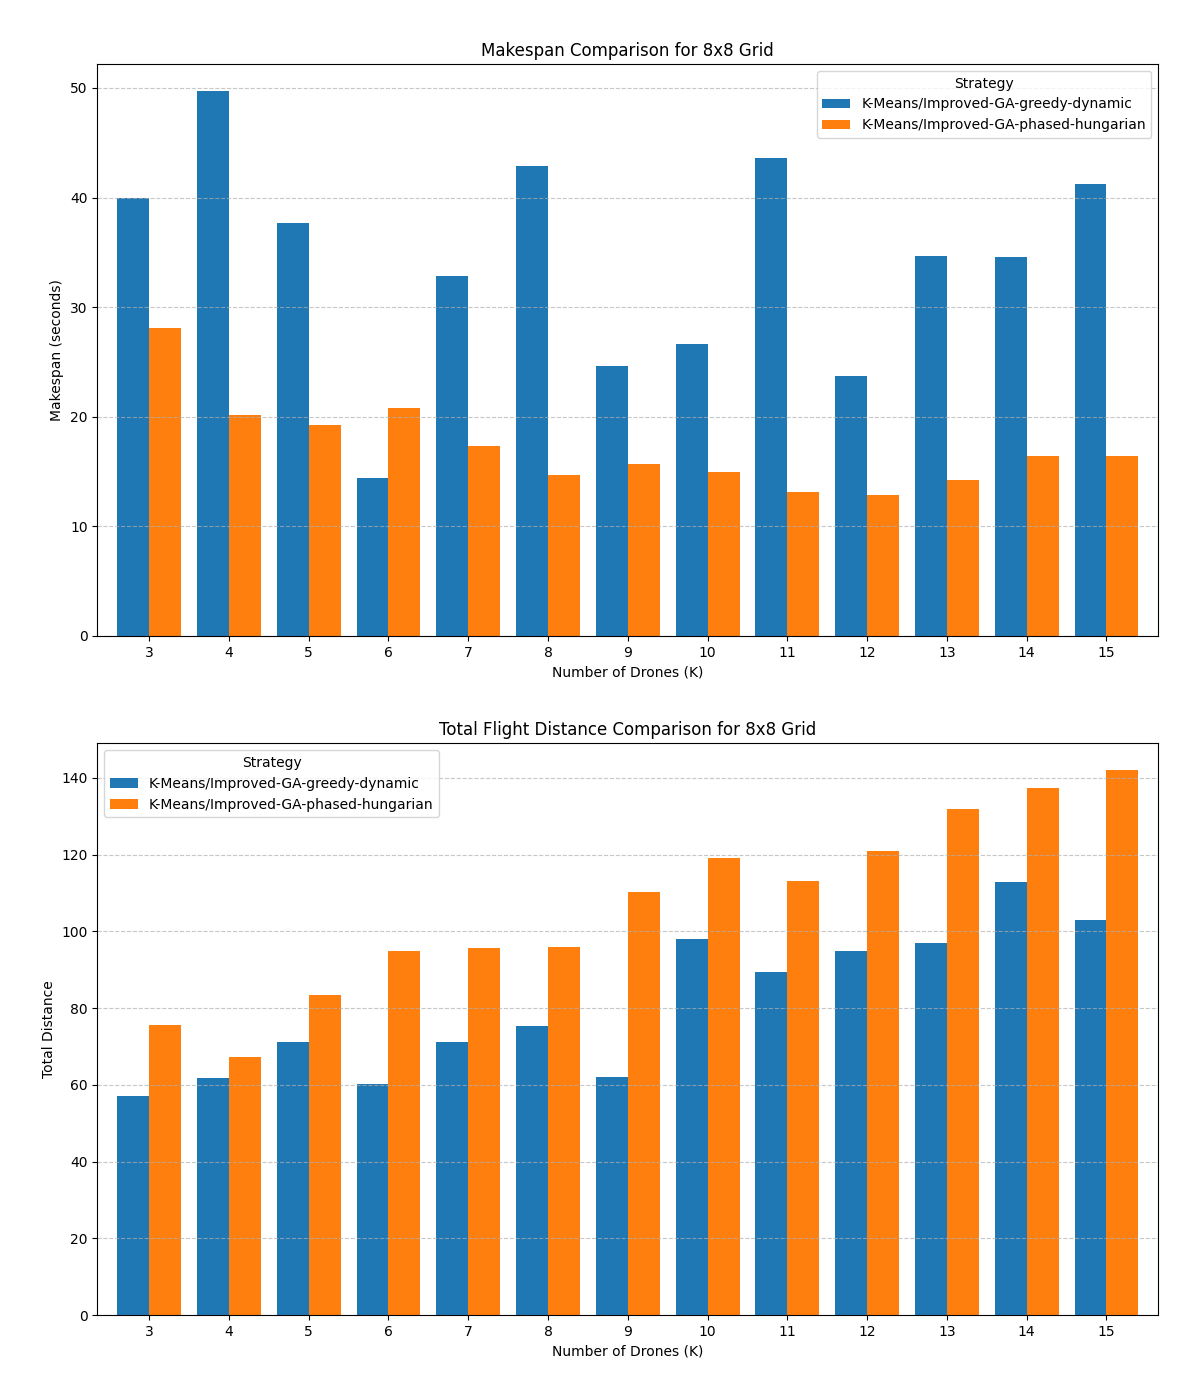 Makespan Comparison for 8x8 Grid
Strategy
K-Means/Improved-GA-greedy-dynamic
K-Means/Improved-GA-phased-hungarian
Makespan (seconds)
50
40
30
20
10
0
3 4 5 6 7 8 9 10 11 12 13 14 15
Number of Drones (K)
Total Flight Distance Comparison for 8x8 Grid
Strategy
K-Means/Improved-GA-greedy-dynamic
K-Means/Improved-GA-phased-hungarian
Total Distance
140
120
100
80
60
40
20
0
3 4 5 6 7 8 9 10 11 12 13 14 15
Number of Drones (K)